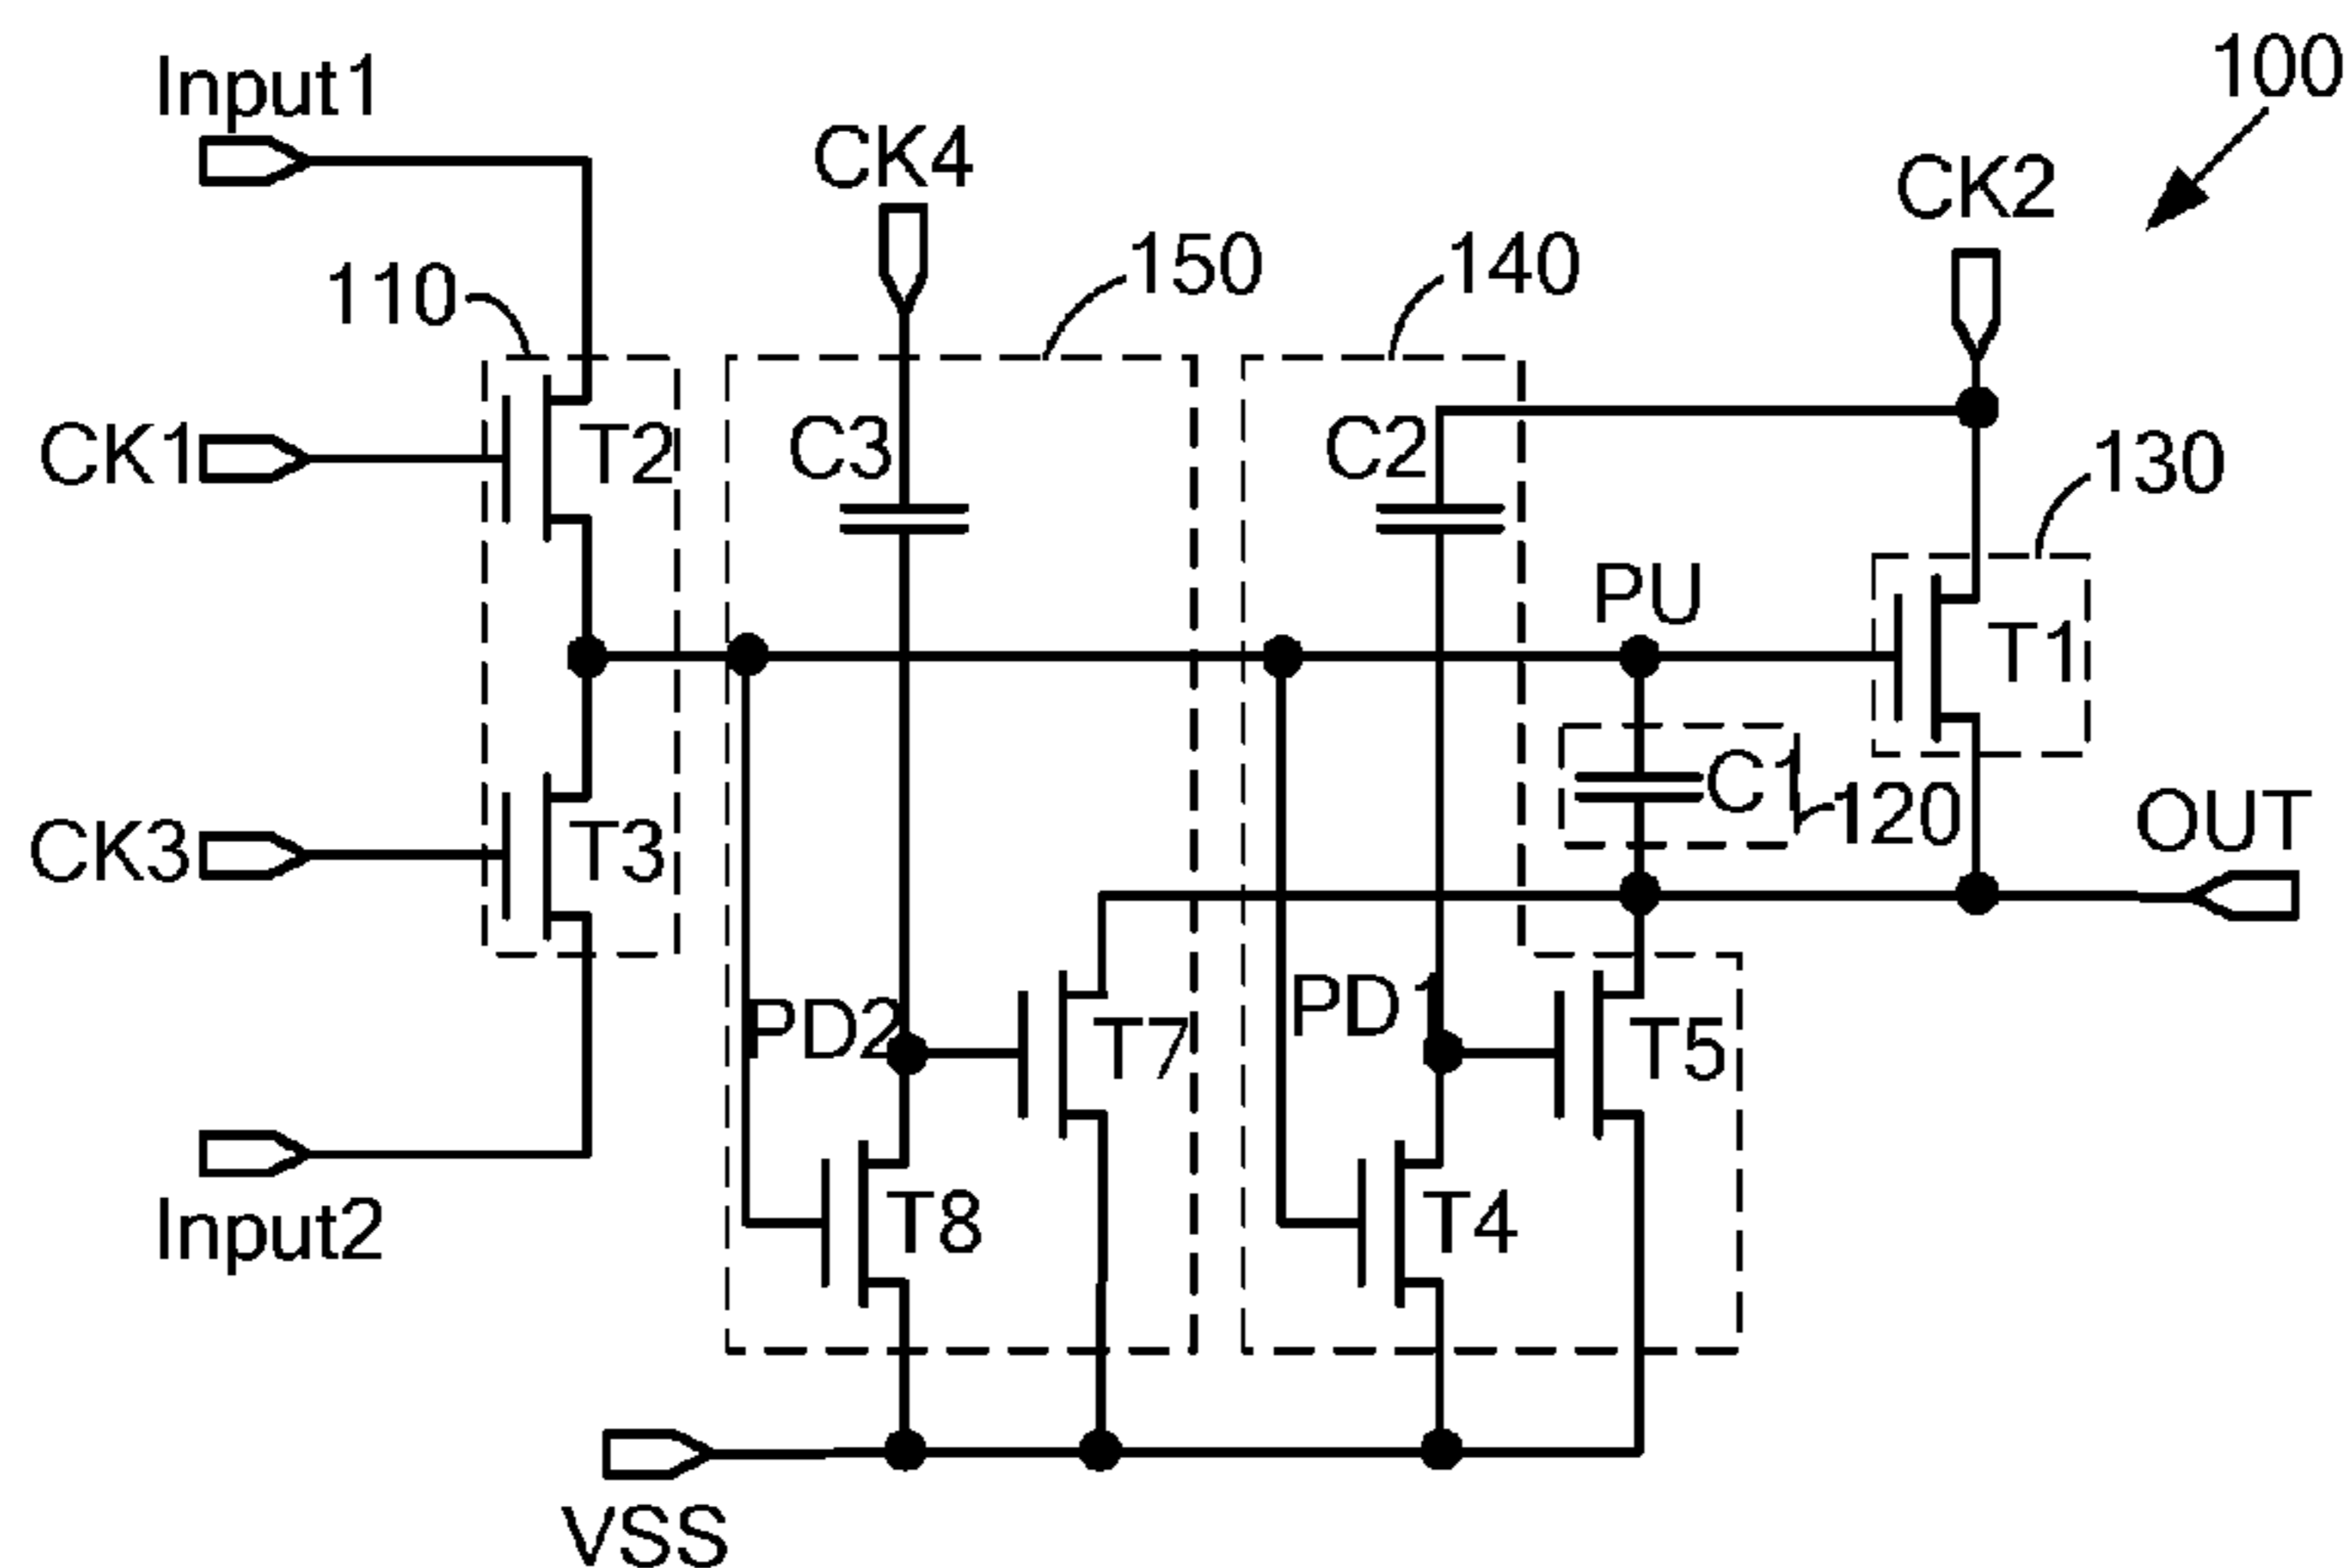 Input1
100
CK4
CK2
110
150
140
CK1
T2
C3
C2
130
PU
T1
CK3
T3
C1
120
OUT
PD2
T7
PD1
T5
Input2
T8
T4
VSS